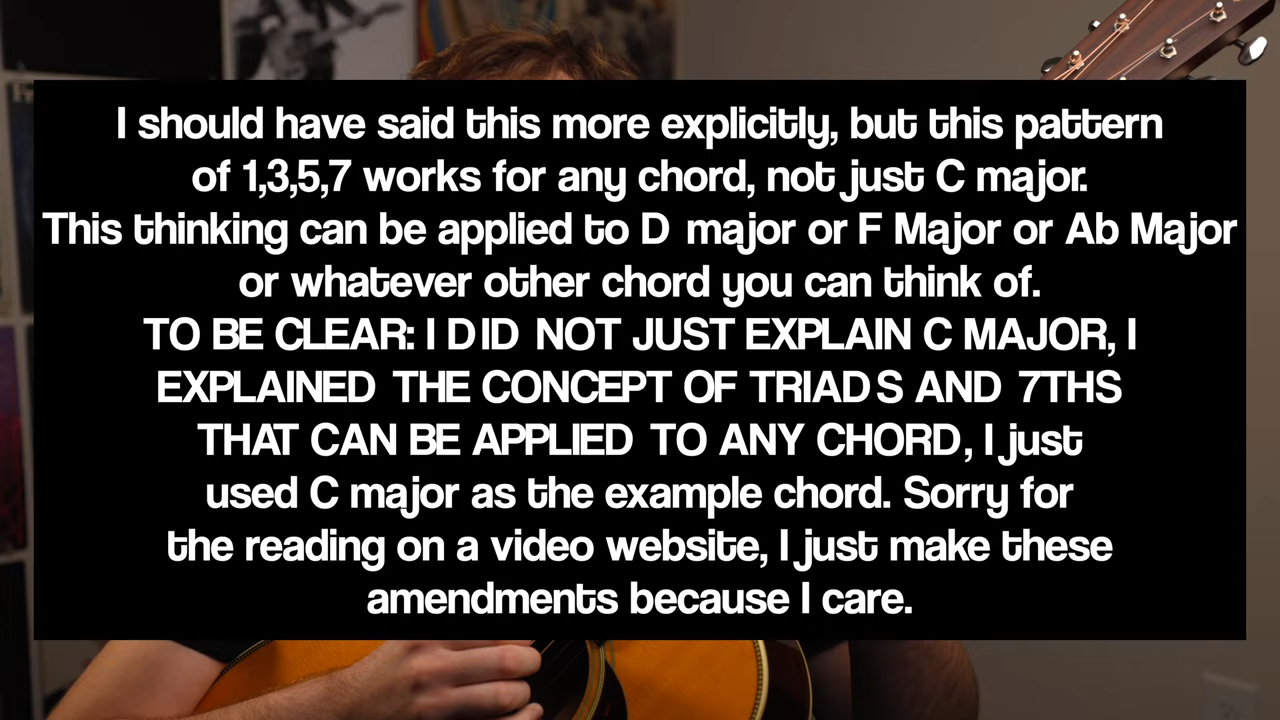 I should have said this more explicitly, but this pattern
of 1,3,5,7 works for any chord, not just C major.
This thinking can be applied to D major or F Major or Ab Major
or whatever other chord you can think of.
TO BE CLEAR: I DID NOT JUST EXPLAIN C MAJOR, I
EXPLAINED THE CONCEPT OF TRIADS AND 7THS
THAT CAN BE APPLIED TO ANY CHORD, I just
used C major as the example chord. Sorry for
the reading on a video website, I just make these
amendments because I care.